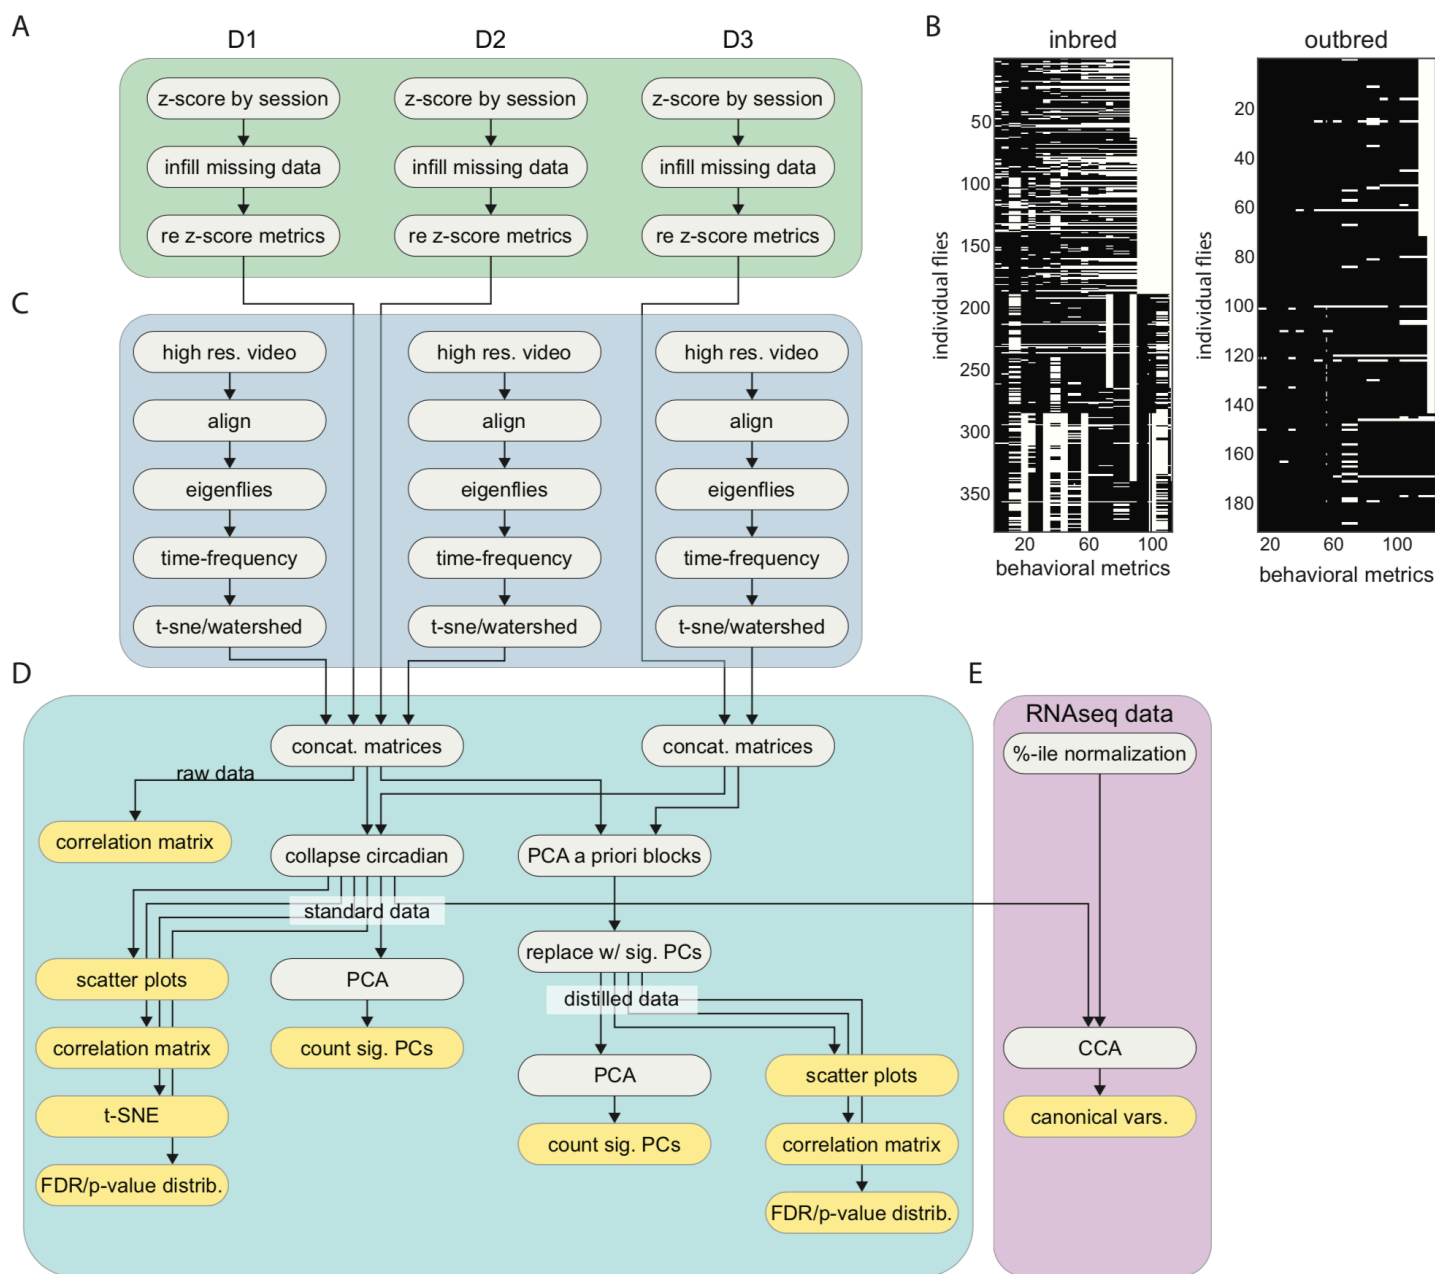 A
D1 D2 D3
z-score by session z-score by session z-score by session
infill missing data infill missing data infill missing data
re z-score metrics re z-score metrics re z-score metrics
B
inbred outbred
individual flies
50
100
150
200
250
300
350
20 60 100
behavioral metrics
individual flies
20
40
60
80
100
120
140
160
180
20 60 100
behavioral metrics
C
high res. video high res. video high res. video
align align align
eigenflies eigenflies eigenflies
time-frequency time-frequency time-frequency
t-sne/watershed t-sne/watershed t-sne/watershed
D
concat. matrices concat. matrices
raw data
correlation matrix collapse circadian PCA a priori blocks
standard data
replace w/ sig. PCs
scatter plots PCA
distilled data
correlation matrix count sig. PCs
PCA scatter plots
t-SNE
count sig. PCs correlation matrix
FDR/p-value distrib.
FDR/p-value distrib.
E
RNAseq data
%-ile normalization
CCA
canonical vars.